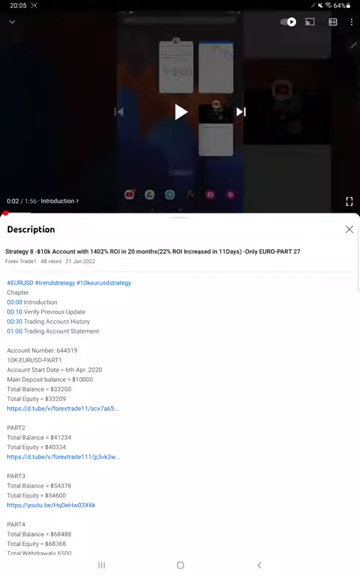 20:05
64%
0:02 / 1:56 · Introduction >
Description
Strategy 8 -$10k Account with 1402% ROI in 20 months(22% ROI Increased in 11Days) -Only EURO-PART 27
Forex Trade1 · 48 views · 21 Jan 2022
#EURUSD #trendstrategy #10keurusdstrategy
Chapter
00:00 Introduction
00:10 Verify Previous Update
00:30 Trading Account History
01:00 Trading Account Statement
Account Number: 644519
10K-EURUSD-PART1
Account Start Date = 6th Apr. 2020
Main Deposit balance = $10000
Total Balance = $33200
Total Equity = $33209
https://d.tube/v/forextrade11/scx7a65...
PART2
Total Balance = $41234
Total Equity = $40334
https://d.tube/v/forextrade111/p3vk3w...
PART3
Total Balance = $54376
Total Equity = $54600
https://youtu.be/HqDeHw03X6k
PART4
Total Balance = $68488
Total Equity = $68368
Total Withdrawals 6500